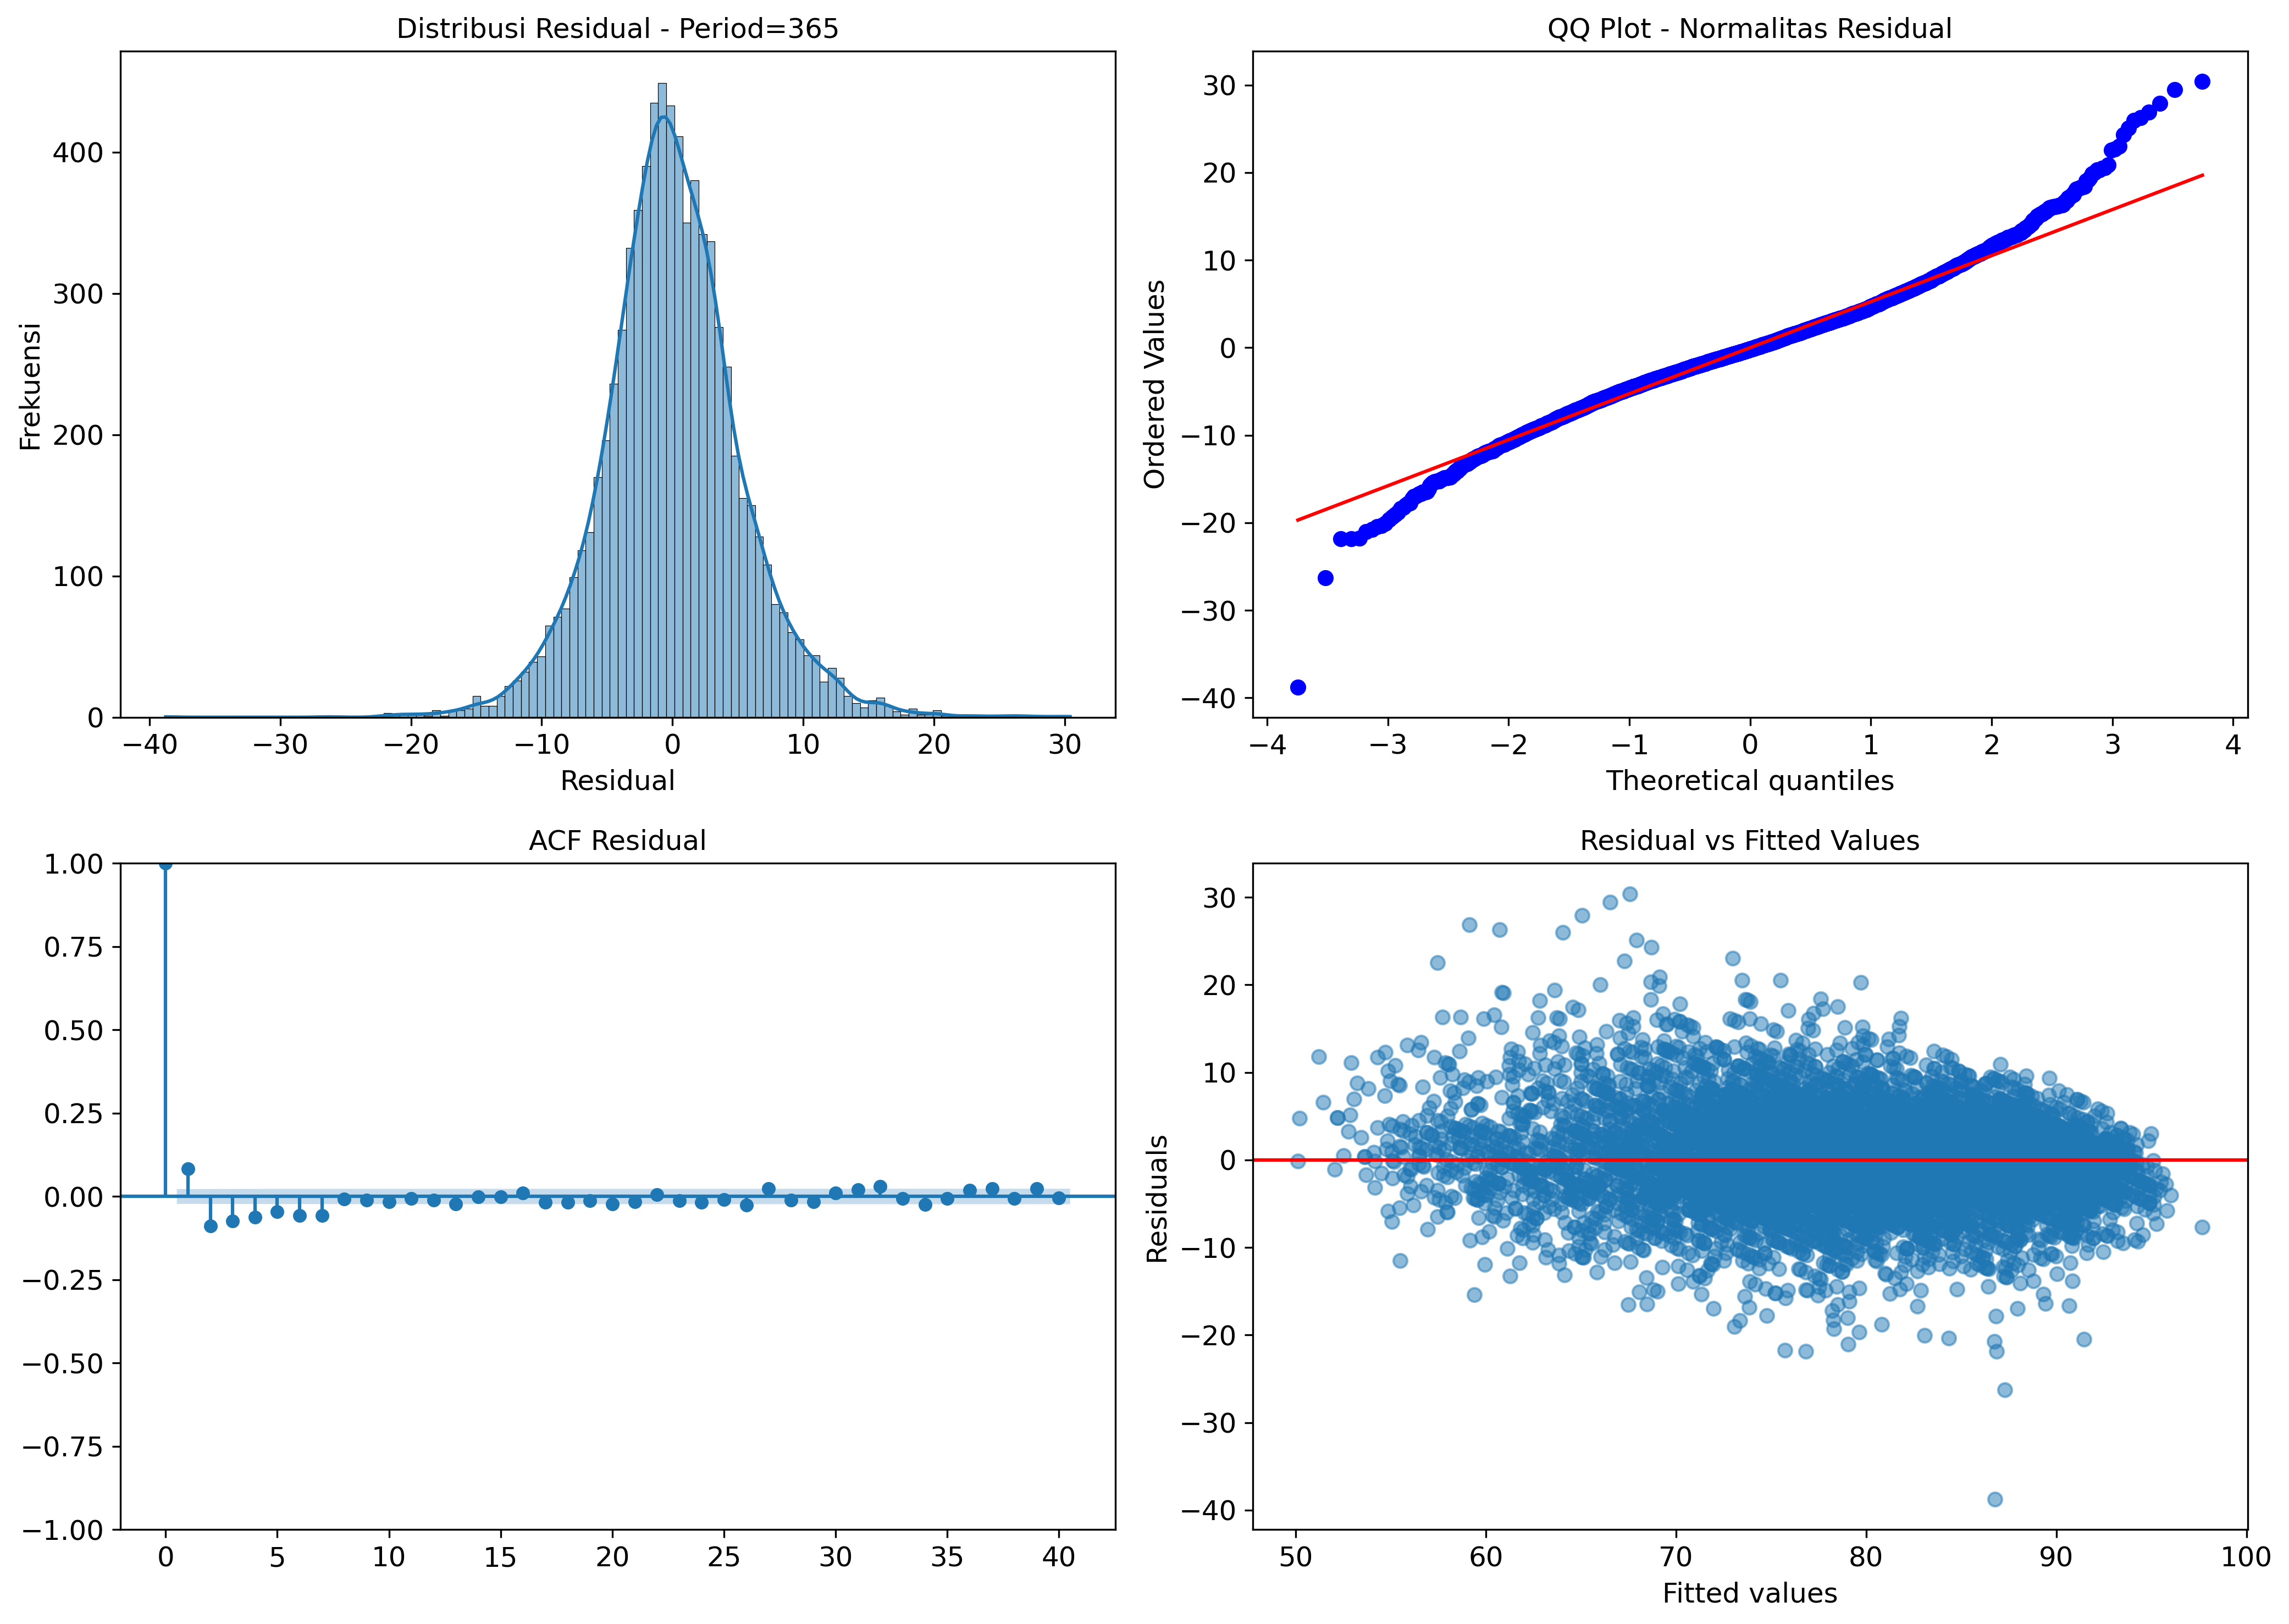 Distribusi Residual - Period=365
Frekuensi
400
300
200
100
0
−40 −30 −20 −10 0 10 20 30
Residual
QQ Plot - Normalitas Residual
Ordered Values
30
20
10
0
−10
−20
−30
−40
−4 −3 −2 −1 0 1 2 3 4
Theoretical quantiles
ACF Residual
1.00
0.75
0.50
0.25
0.00
−0.25
−0.50
−0.75
−1.00
0 5 10 15 20 25 30 35 40
Residual vs Fitted Values
Residuals
30
20
10
0
−10
−20
−30
−40
50 60 70 80 90 100
Fitted values